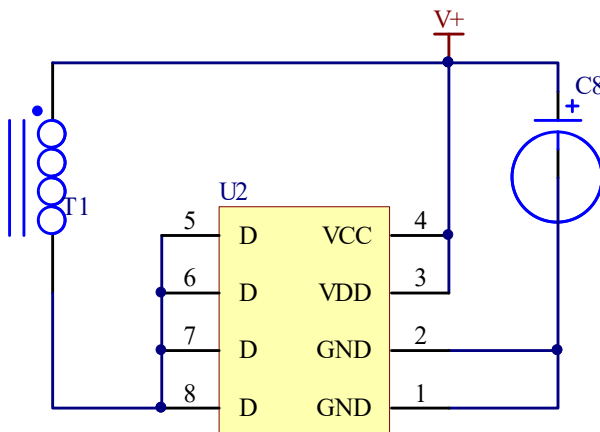 V+
C8
+
T1
U2
5 D VCC 4
6 D VDD 3
7 D GND 2
8 D GND 1